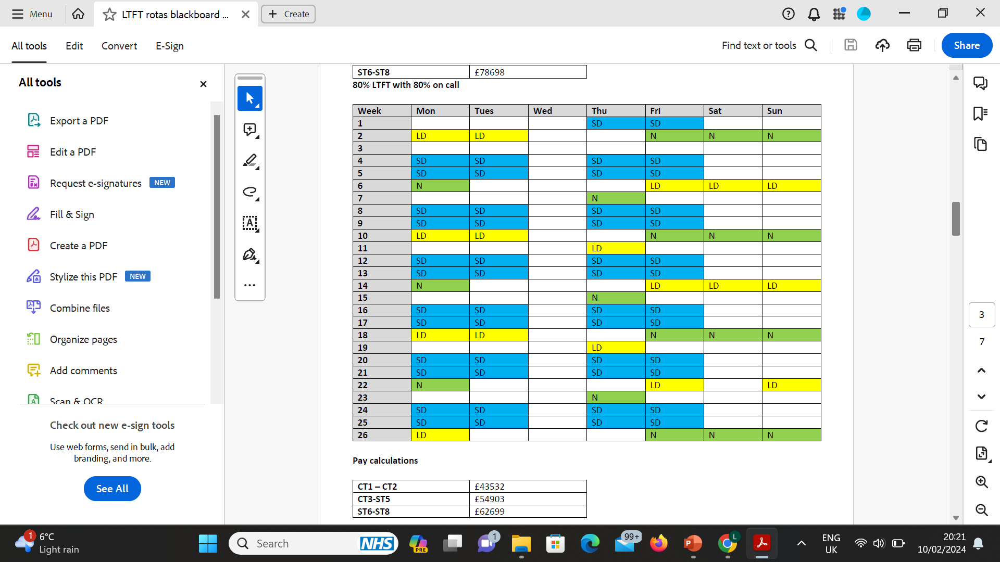 Menu
LTFT rotas blackboard ...
Create
All tools
Edit
Convert
E-Sign
Find text or tools
Share
All tools
Export a PDF
Edit a PDF
Request e-signatures NEW
Fill & Sign
Create a PDF
Stylize this PDF NEW
Combine files
Organize pages
Add comments
Scan & OCR
Check out new e-sign tools
Use web forms, send in bulk, add
branding, and more.
See All
A
ST6-ST8 £78698
80% LTFT with 80% on call
Week Mon Tues Wed Thu Fri Sat Sun
1 SD SD
2 LD LD N N N
3
4 SD SD SD SD
5 SD SD SD SD
6 N LD LD LD
7 N
8 SD SD SD SD
9 SD SD SD SD
10 LD LD N N N
11 LD
12 SD SD SD SD
13 SD SD SD SD
14 N LD LD LD
15 N
16 SD SD SD SD
17 SD SD SD SD
18 LD LD N N N
19 LD
20 SD SD SD SD
21 SD SD SD SD
22 N LD LD
23 N
24 SD SD SD SD
25 SD SD SD SD
26 LD N N N
Pay calculations
CT1 – CT2 £43532
CT3-ST5 £54903
ST6-ST8 £62699
3
7
1
6°C
Light rain
Search
NHS
PRE
1
99+
P
L
ENG
UK
20:21
10/02/2024